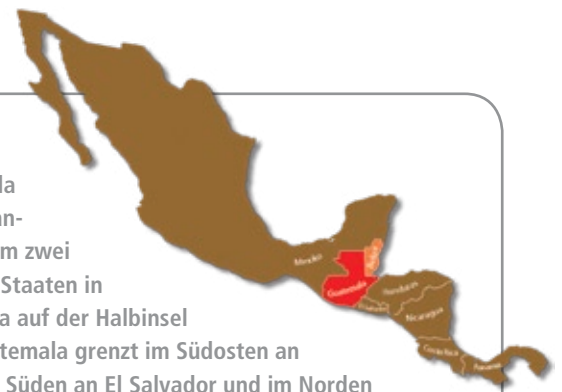 la
an-
m zwei
Staaten in
a auf der Halbinsel
temala grenzt im Südosten an
Süden an El Salvador und im Norden
Mexiko
Guatemala
Honduras
Nicaragua
Costa Rica
Panama